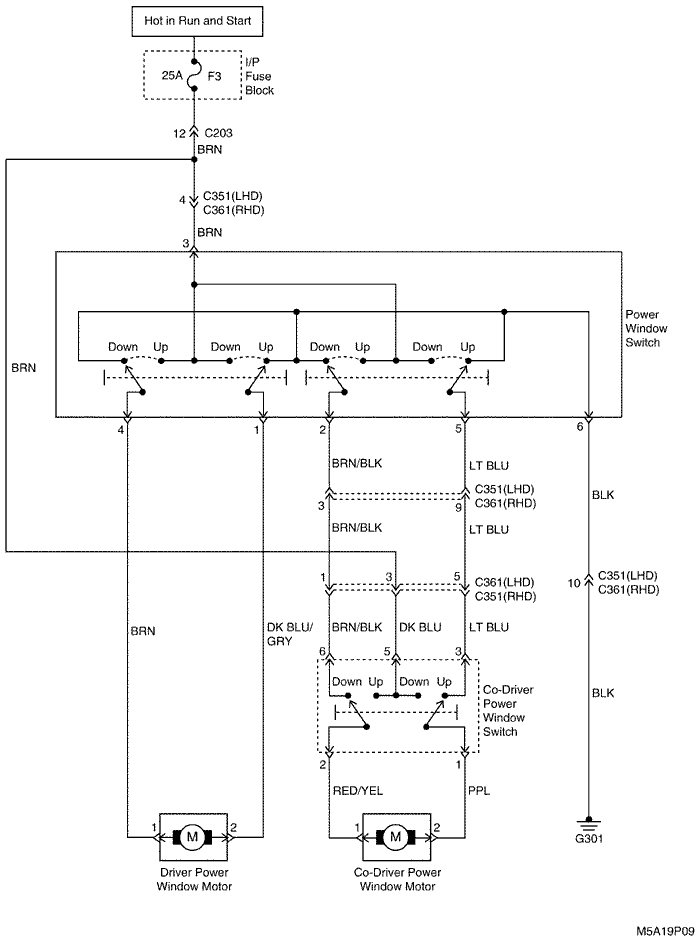 Hot in Run and Start
25A
F3
I/P
Fuse
Block
12
C203
BRN
4
C351(LHD)
C361(RHD)
BRN
3
Power
Window
Switch
Down Up
Down Up
Down Up
Down Up
BRN
4
1
2
5
6
BRN/BLK
LT BLU
C351(LHD)
C361(RHD)
3
9
BLK
BRN/BLK
LT BLU
1
3
5
C361(LHD)
C351(RHD)
10
C351(LHD)
C361(RHD)
BRN
DK BLU/
GRY
BRN/BLK
DK BLU
LT BLU
6
5
3
Down Up
Down Up
Co-Driver
Power
Window
Switch
BLK
2
1
RED/YEL
PPL
1
M
2
1
M
2
G301
Driver Power
Window Motor
Co-Driver Power
Window Motor
M5A19P09